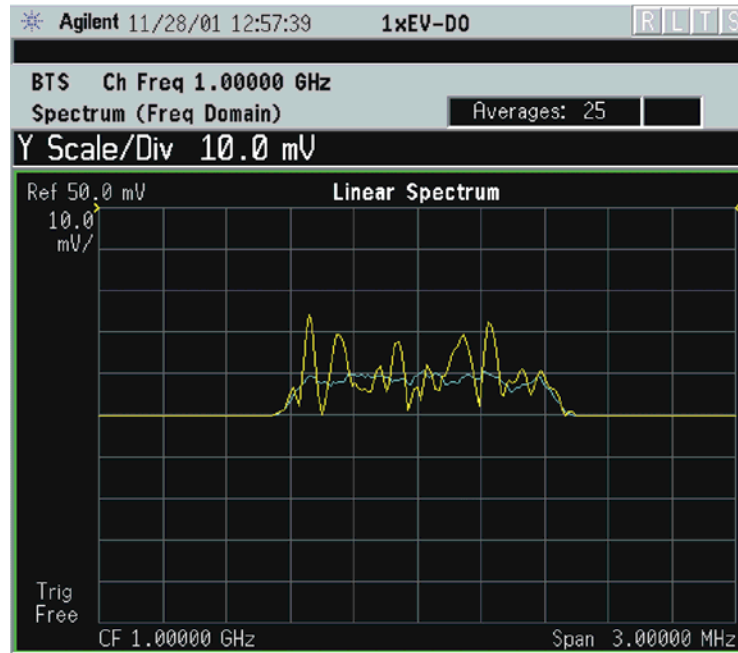 Agilent 11/28/01 12:57:39 1xEV-DO R L T S
BTS Ch Freq 1.00000 GHz
Spectrum (Freq Domain) Averages: 25
Y Scale/Div 10.0 mV
Ref 50.0 mV Linear Spectrum
10.0
mV/
Trig
Free
CF 1.00000 GHz Span 3.00000 MHz